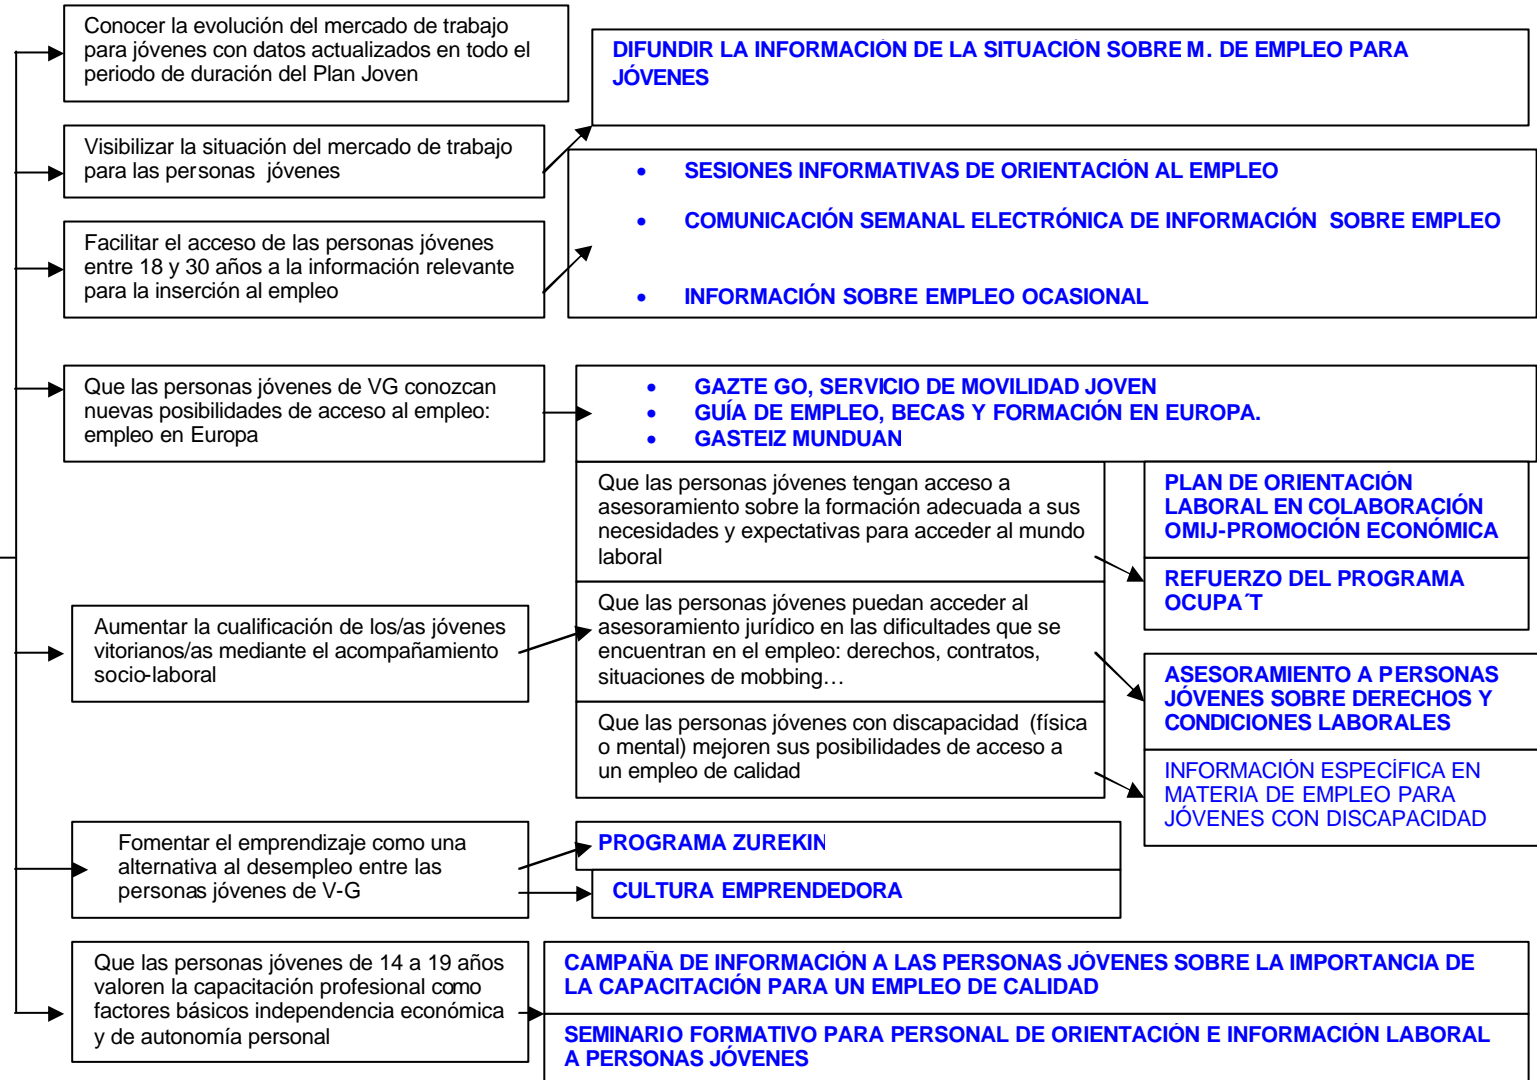 Conocer la evolución del mercado de trabajo
para jóvenes con datos actualizados en todo el
periodo de duración del Plan Joven
DIFUNDIR LA INFORMACIÓN DE LA SITUACIÓN SOBRE M. DE EMPLEO PARA
JÓVENES
Visibilizar la situación del mercado de trabajo
para las personas jóvenes
Facilitar el acceso de las personas jóvenes
entre 18 y 30 años a la información relevante
para la inserción al empleo
• SESIONES INFORMATIVAS DE ORIENTACIÓN AL EMPLEO
• COMUNICACIÓN SEMANAL ELECTRÓNICA DE INFORMACIÓN SOBRE EMPLEO
• INFORMACIÓN SOBRE EMPLEO OCASIONAL
Que las personas jóvenes de VG conozcan
nuevas posibilidades de acceso al empleo:
empleo en Europa
• GAZTE GO, SERVICIO DE MOVILIDAD JOVEN
• GUÍA DE EMPLEO, BECAS Y FORMACIÓN EN EUROPA.
• GASTEIZ MUNDUAN
Aumentar la cualificación de los/as jóvenes
vitorianos/as mediante el acompañamiento
socio-laboral
Que las personas jóvenes tengan acceso a
asesoramiento sobre la formación adecuada a sus
necesidades y expectativas para acceder al mundo
laboral
PLAN DE ORIENTACIÓN
LABORAL EN COLABORACIÓN
OMIJ-PROMOCIÓN ECONÓMICA
REFUERZO DEL PROGRAMA
OCUPA´T
Que las personas jóvenes puedan acceder al
asesoramiento jurídico en las dificultades que se
encuentran en el empleo: derechos, contratos,
situaciones de mobbing…
ASESORAMIENTO A PERSONAS
JÓVENES SOBRE DERECHOS Y
CONDICIONES LABORALES
Que las personas jóvenes con discapacidad (física
o mental) mejoren sus posibilidades de acceso a
un empleo de calidad
INFORMACIÓN ESPECÍFICA EN
MATERIA DE EMPLEO PARA
JÓVENES CON DISCAPACIDAD
Fomentar el emprendizaje como una
alternativa al desempleo entre las
personas jóvenes de V-G
PROGRAMA ZUREKIN
CULTURA EMPRENDEDORA
Que las personas jóvenes de 14 a 19 años
valoren la capacitación profesional como
factores básicos independencia económica
y de autonomía personal
CAMPAÑA DE INFORMACIÓN A LAS PERSONAS JÓVENES SOBRE LA IMPORTANCIA DE
LA CAPACITACIÓN PARA UN EMPLEO DE CALIDAD
SEMINARIO FORMATIVO PARA PERSONAL DE ORIENTACIÓN E INFORMACIÓN LABORAL
A PERSONAS JÓVENES